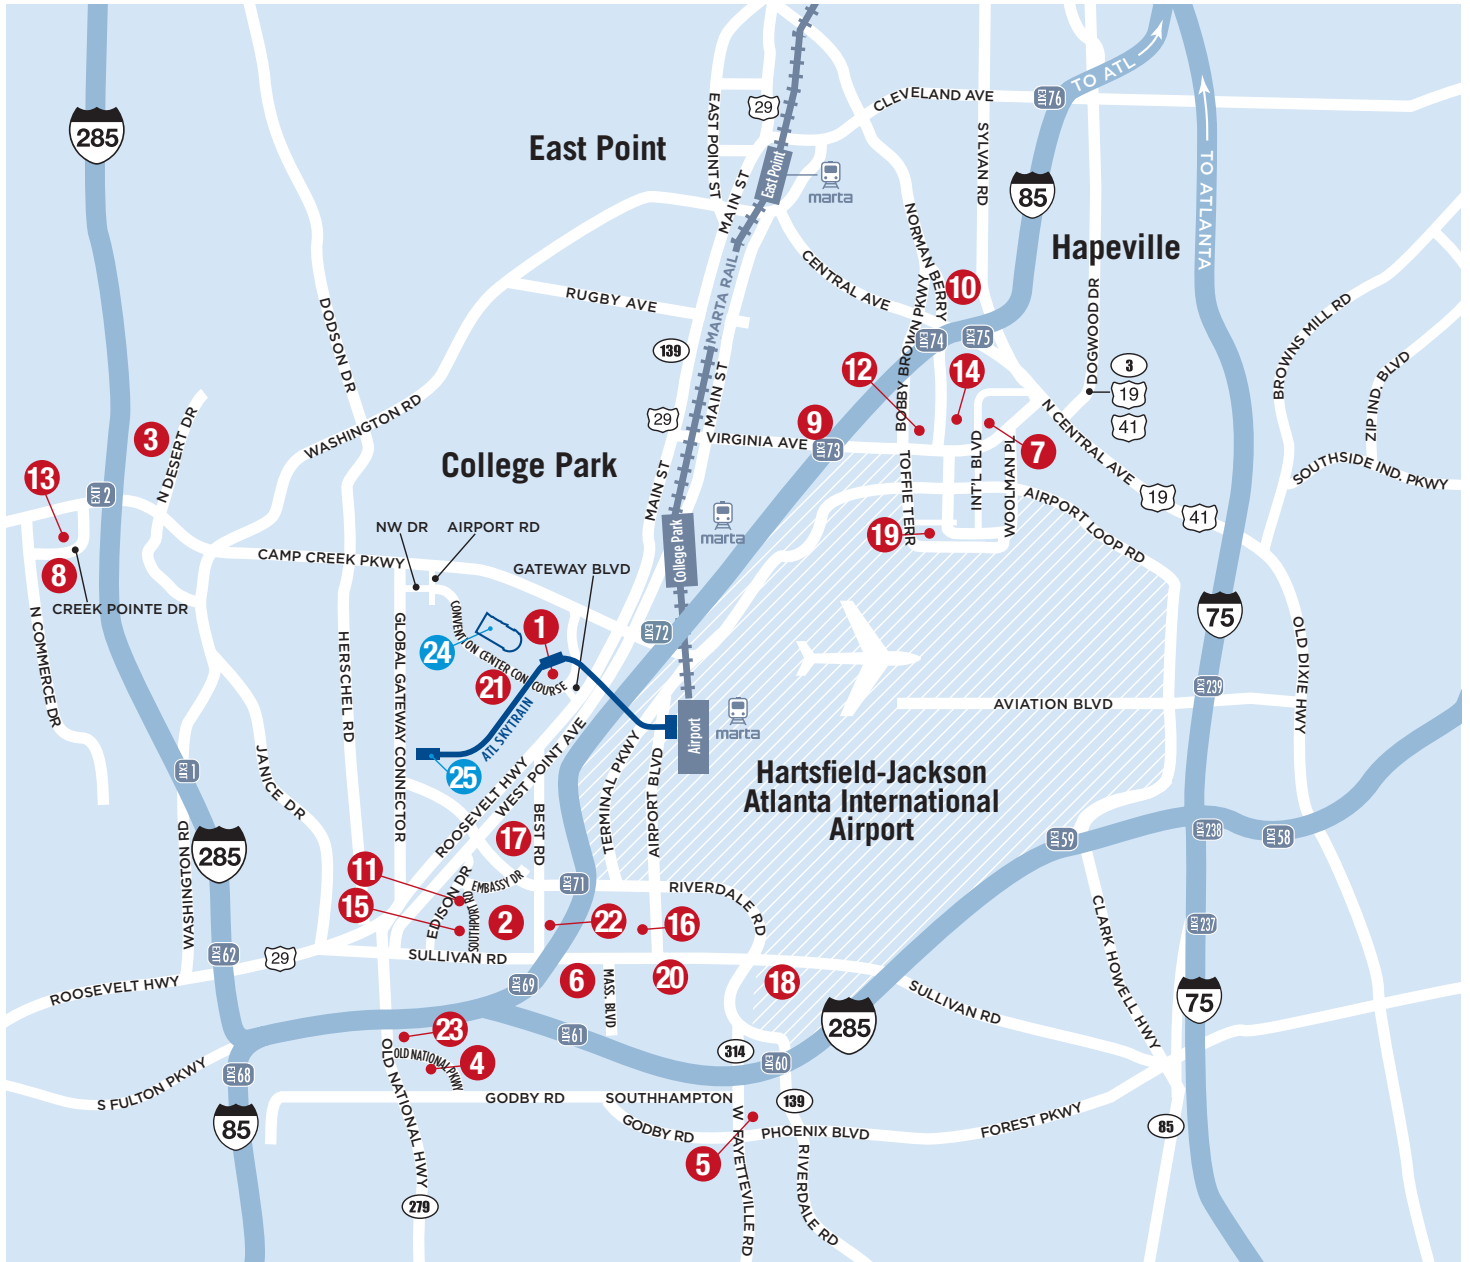 285
East Point
EAST POINT ST
29
CLEVELAND AVE
EXIT 76
TO ATL
TO ATLANTA
SYLVAN RD
85
East Point
marta
MAIN ST
MARTA RAIL
NORMAN BERRY
Hapeville
CENTRAL AVE
10
BOBBY BROWN PKWY
EXIT 74
EXIT 75
DOGWOOD DR
3
19
41
BROWNS MILL RD
ZIP IND. BLVD
SOUTHSIDE IND. PKWY
DODSON DR
RUGBY AVE
139
WASHINGTON RD
29
MAIN ST
12
14
9
VIRGINIA AVE
EXIT 73
7
N CENTRAL AVE
19
41
3
N DESERT DR
College Park
MAIN ST
TOFFIE TERR
INT'L BLVD
WOOLMAN PL
AIRPORT LOOP RD
13
EXIT 2
NW DR
AIRPORT RD
CAMP CREEK PKWY
GATEWAY BLVD
College Park
marta
19
8
CREEK POINTE DR
N COMMERCE DR
HERSCHEL RD
GLOBAL GATEWAY CONNECTOR
CONVENTION CENTER CONCOURSE
24
1
21
EXIT 72
75
OLD DIXIE HWY
EXIT 239
AVIATION BLVD
Airport
marta
ATL SKYTRAIN
25
EXIT 1
JANICE DR
ROOSEVELT HWY
WEST POINT AVE
TERMINAL PKWY
AIRPORT BLVD
Hartsfield-Jackson
Atlanta International
Airport
285
WASHINGTON RD
17
BEST RD
EXIT 59
EXIT 238
EXIT 58
11
EDISON DR
EMBASSY DR
EXIT 71
RIVERDALE RD
15
SOUTHPORT RD
2
22
16
CLARK HOWELL HWY
EXIT 237
EXIT 62
29
SULLIVAN RD
ROOSEVELT HWY
EXIT 69
6
MASS. BLVD
20
18
SULLIVAN RD
75
285
23
EXIT 61
314
EXIT 60
OLD NATIONAL PKWY
4
S FULTON PKWY
EXIT 68
OLD NATIONAL HWY
GODBY RD
SOUTHHAMPTON
139
85
GODBY RD
W FAYETTEVILLE RD
PHOENIX BLVD
FOREST PKWY
85
5
RIVERDALE RD
279